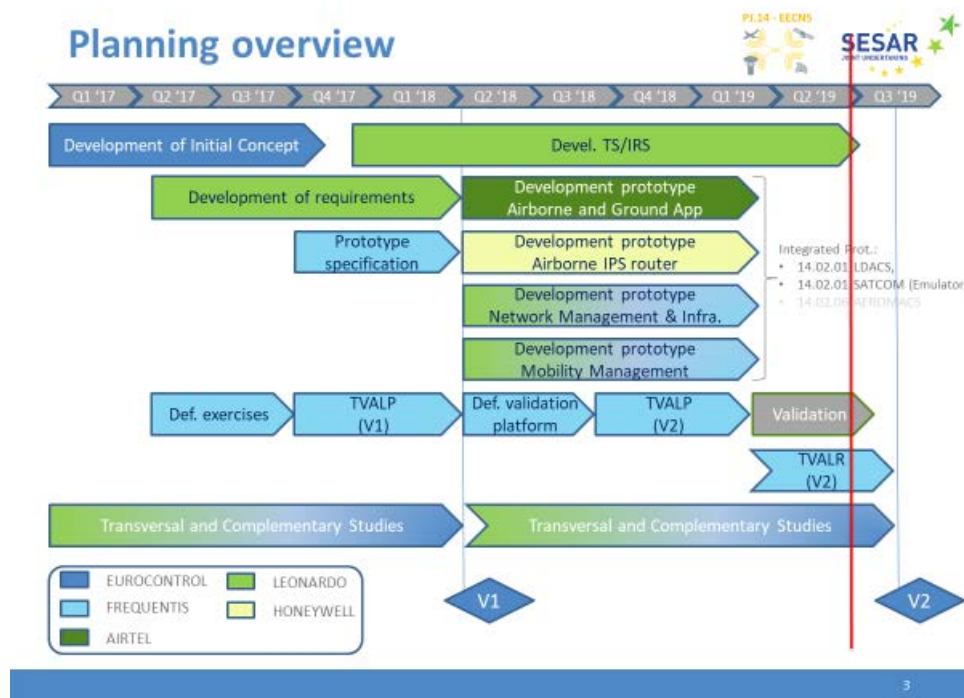 PJ.14 - EECNS
Planning overview
SESAR
JOINT UNDERTAKING
Q1 '17 Q2 '17 Q3 '17 Q4 '17 Q1 '18 Q2 '18 Q3 '18 Q4 '18 Q1 '19 Q2 '19 Q3 '19
Development of Initial Concept
Devel. TS/IRS
Development of requirements
Development prototype
Airborne and Ground App
Prototype
specification
Development prototype
Airborne IPS router
Integrated Prot.:
• 14.02.01 LDACS,
• 14.02.01 SATCOM (Emulator
• 14.02.06 AEROMACS
Development prototype
Network Management & Infra.
Development prototype
Mobility Management
Def. exercises
TVALP
(V1)
Def. validation
platform
TVALP
(V2)
Validation
TVALR
(V2)
Transversal and Complementary Studies
Transversal and Complementary Studies
EUROCONTROL
LEONARDO
FREQUENTIS
HONEYWELL
AIRTEL
V1
V2
3